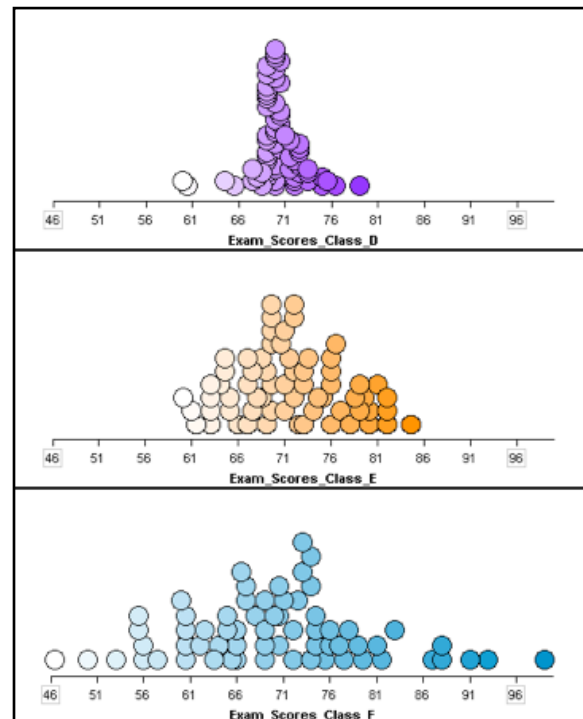 46 51 56 61 66 71 76 81 86 91 96
Exam_Scores_Class_D
46 51 56 61 66 71 76 81 86 91 96
Exam_Scores_Class_E
46 51 56 61 66 71 76 81 86 91 96
Exam_Scores_Class_F